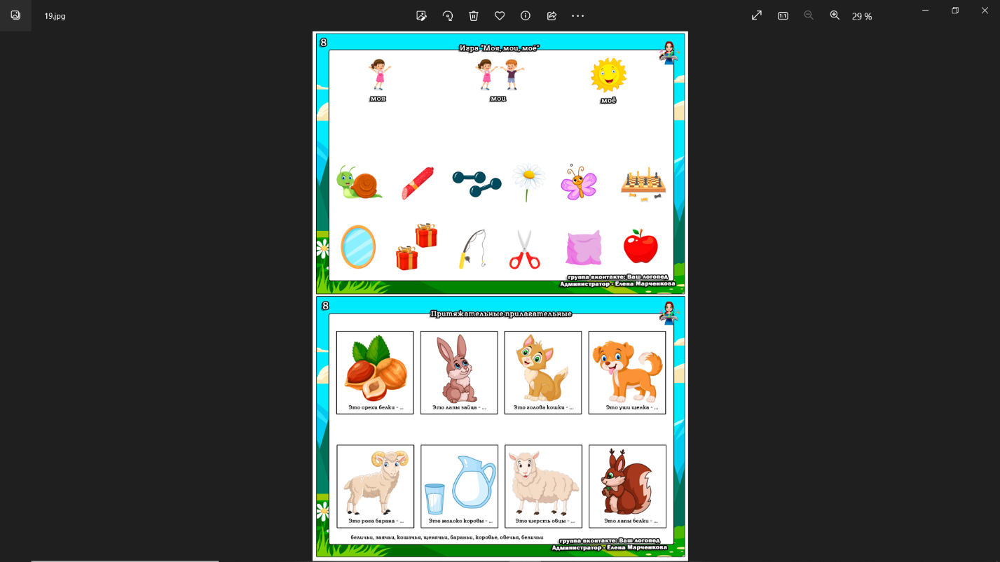 19.jpg
29 %
8
Игра "Моя, мои, моё"
моя
мои
моё
группа вконтакте: Ваш логопед
Администратор - Елена Марченкова
8
Притяжательные прилагательные
Это орехи белки - ...
Это лапы зайца - ...
Это голова кошки - ...
Это уши щенка - ...
Это рога барана - ...
Это молоко коровы - ...
Это шерсть овцы - ...
Это лапы белки - ...
беличьи, заячьи, кошачья, щенячьи, бараньи, коровье, овечья, беличьи
группа вконтакте: Ваш логопед
Администратор - Елена Марченкова